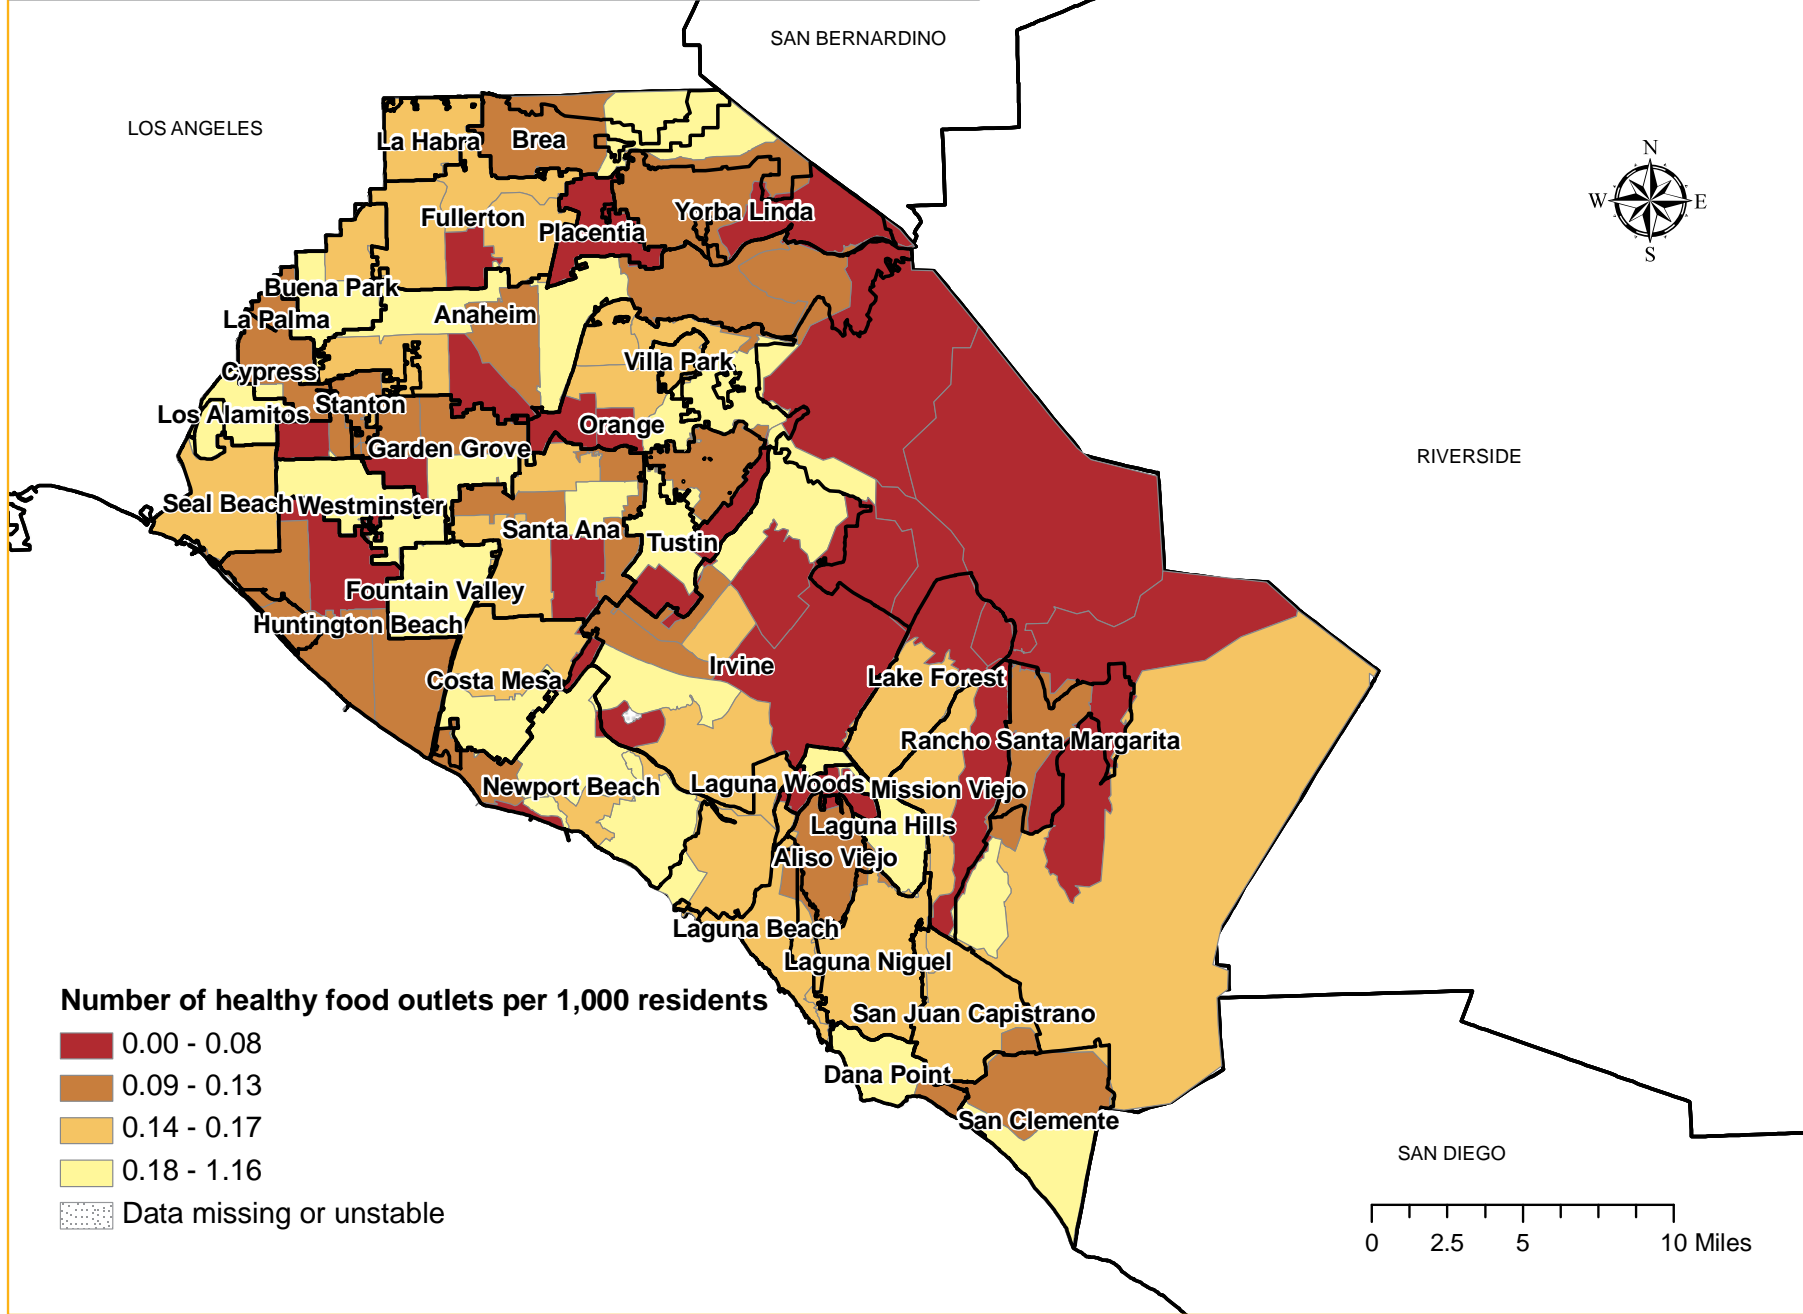 SAN BERNARDINO
LOS ANGELES
La Habra
Brea
N
W
E
S
Fullerton
Yorba Linda
Placentia
Buena Park
La Palma
Anaheim
Villa Park
Cypress
Los Alamitos
Stanton
Orange
Garden Grove
RIVERSIDE
Seal Beach
Westminster
Santa Ana
Tustin
Fountain Valley
Huntington Beach
Irvine
Costa Mesa
Lake Forest
Rancho Santa Margarita
Newport Beach
Laguna Woods
Mission Viejo
Laguna Hills
Aliso Viejo
Laguna Beach
Laguna Niguel
San Juan Capistrano
Dana Point
San Clemente
Number of healthy food outlets per 1,000 residents
0.00 - 0.08
0.09 - 0.13
0.14 - 0.17
0.18 - 1.16
Data missing or unstable
SAN DIEGO
0 2.5 5 10 Miles